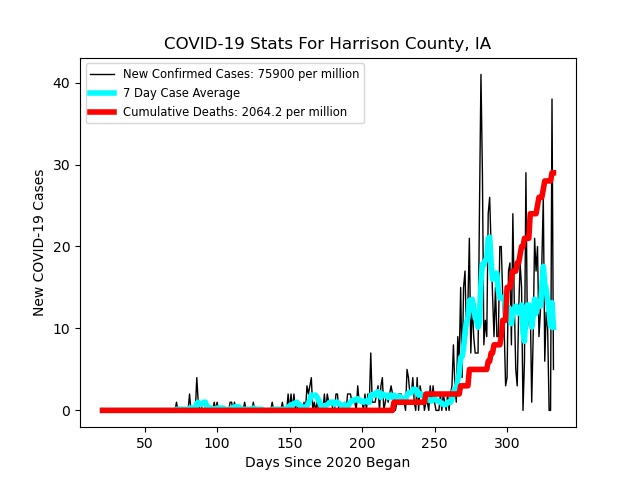 COVID-19 Stats For Harrison County, IA
New Confirmed Cases: 75900 per million
7 Day Case Average
Cumulative Deaths: 2064.2 per million
New COVID-19 Cases
40
30
20
10
0
50 100 150 200 250 300
Days Since 2020 Began